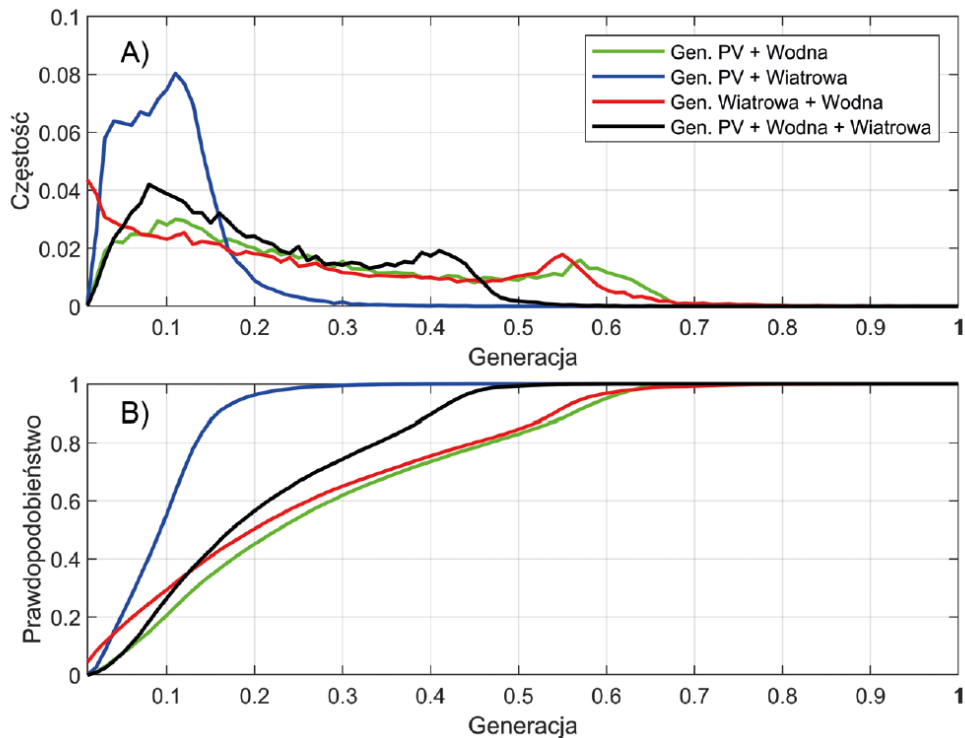 A)
Gen. PV + Wodna
Gen. PV + Wiatrowa
Gen. Wiatrowa + Wodna
Gen. PV + Wodna + Wiatrowa
Częstość
0.1
0.08
0.06
0.04
0.02
0
0.1 0.2 0.3 0.4 0.5 0.6 0.7 0.8 0.9 1
Generacja
B)
Prawdopodobieństwo
1
0.8
0.6
0.4
0.2
0
0.1 0.2 0.3 0.4 0.5 0.6 0.7 0.8 0.9 1
Generacja